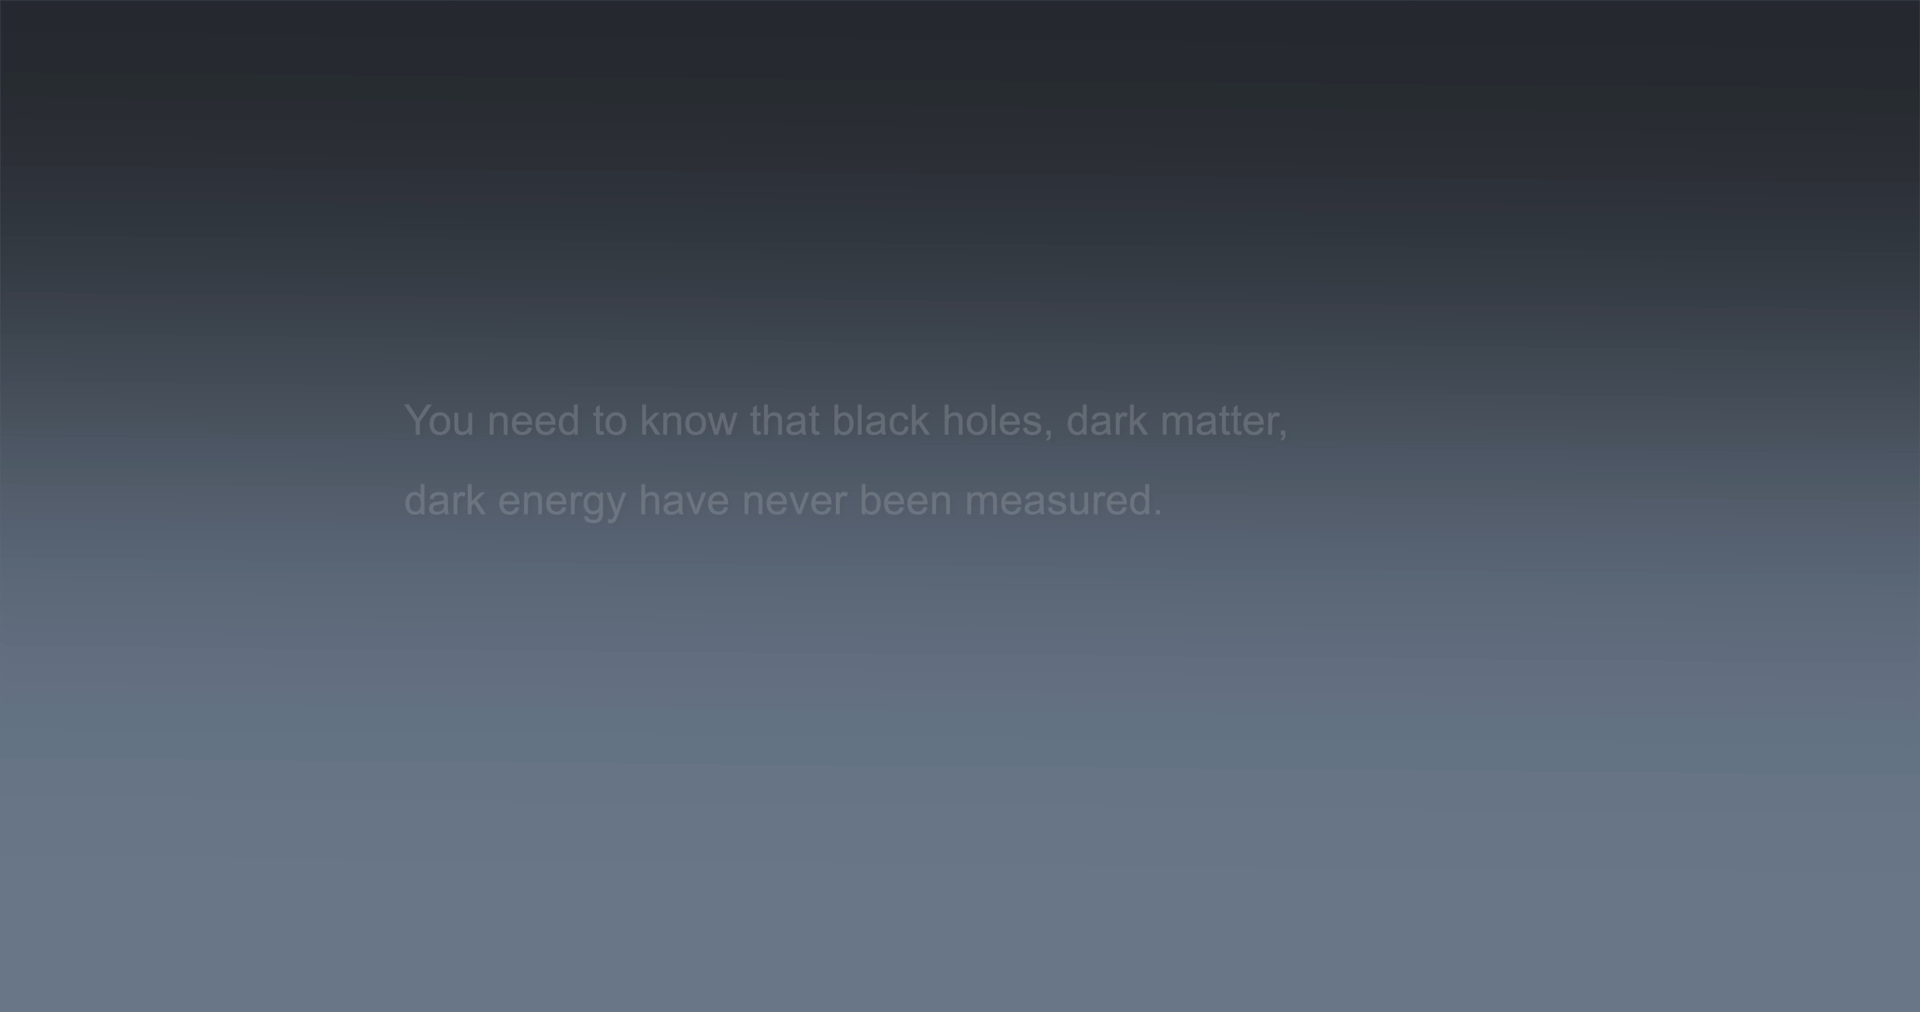 You need to know that black holes, dark matter,
dark energy have never been measured.